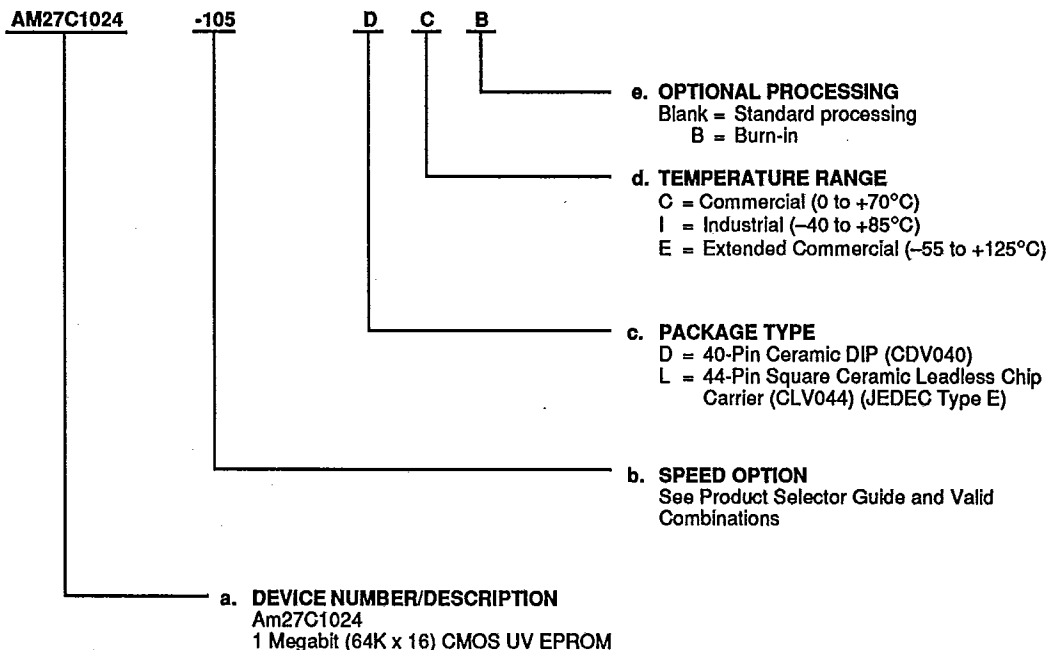 AM27C1024 -105 D C B
e. OPTIONAL PROCESSING
Blank = Standard processing
B = Burn-in
d. TEMPERATURE RANGE
C = Commercial (0 to +70°C)
I = Industrial (–40 to +85°C)
E = Extended Commercial (–55 to +125°C)
c. PACKAGE TYPE
D = 40-Pin Ceramic DIP (CDV040)
L = 44-Pin Square Ceramic Leadless Chip
Carrier (CLV044) (JEDEC Type E)
b. SPEED OPTION
See Product Selector Guide and Valid
Combinations
a. DEVICE NUMBER/DESCRIPTION
Am27C1024
1 Megabit (64K x 16) CMOS UV EPROM